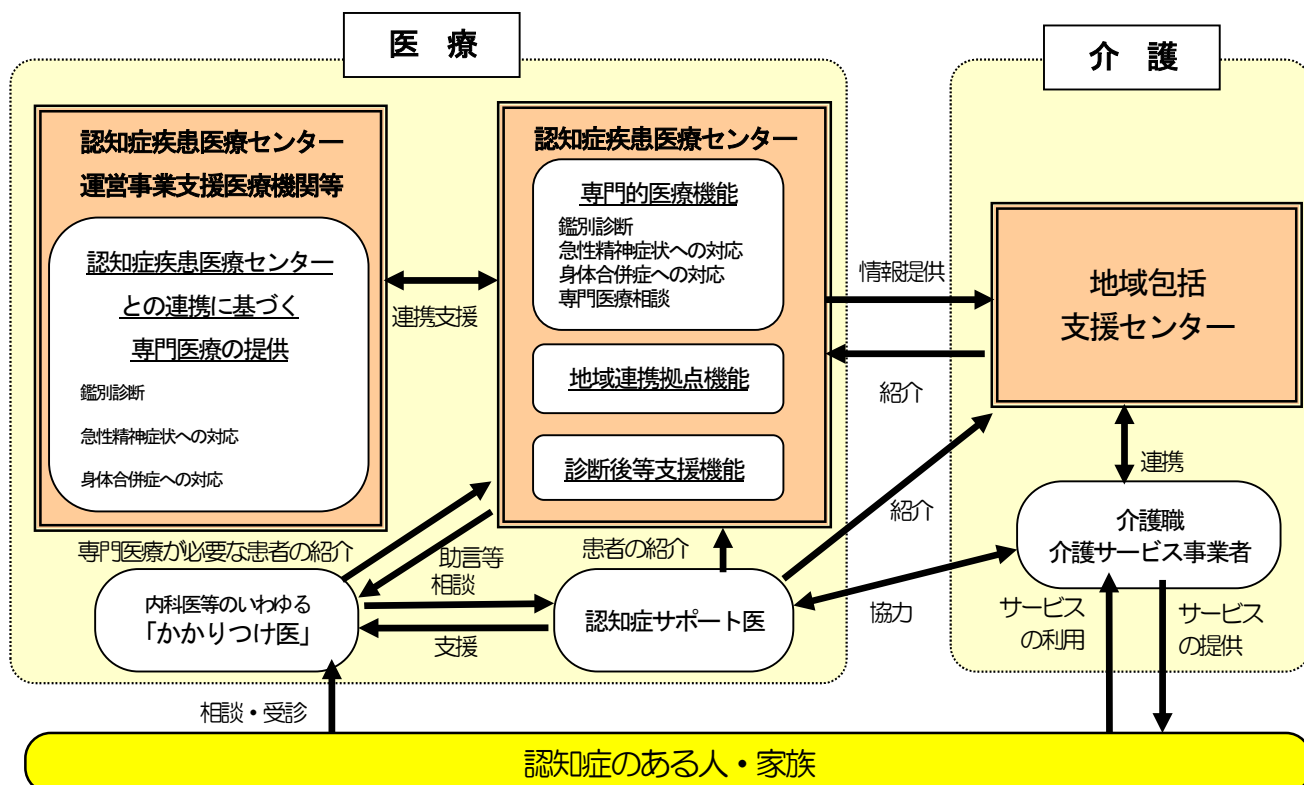 医　療
介　護
認知症疾患医療センター
運営事業支援医療機関等
認知症疾患医療センター
との連携に基づく
専門医療の提供
鑑別診断
急性精神症状への対応
身体合併症への対応
連携支援
認知症疾患医療センター
専門的医療機能
鑑別診断
急性精神症状への対応
身体合併症への対応
専門医療相談
地域連携拠点機能
診断後等支援機能
情報提供
紹介
地域包括
支援センター
連携
紹介
介護職
介護サービス事業者
専門医療が必要な患者の紹介
助言等
相談
患者の紹介
内科医等のいわゆる
「かかりつけ医」
支援
認知症サポート医
協力
サービス
の利用
サービス
の提供
相談・受診
認知症のある人・家族